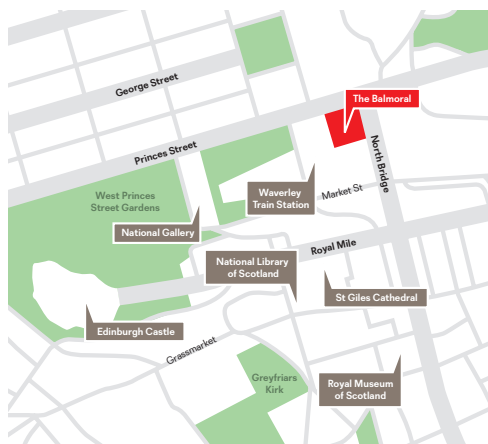 George Street
The Balmoral
Princes Street
North Bridge
West Princes
Street Gardens
Waverley
Train Station
Market St
National Gallery
Royal Mile
National Library
of Scotland
St Giles Cathedral
Edinburgh Castle
Grassmarket
Greyfriars
Kirk
Royal Museum
of Scotland